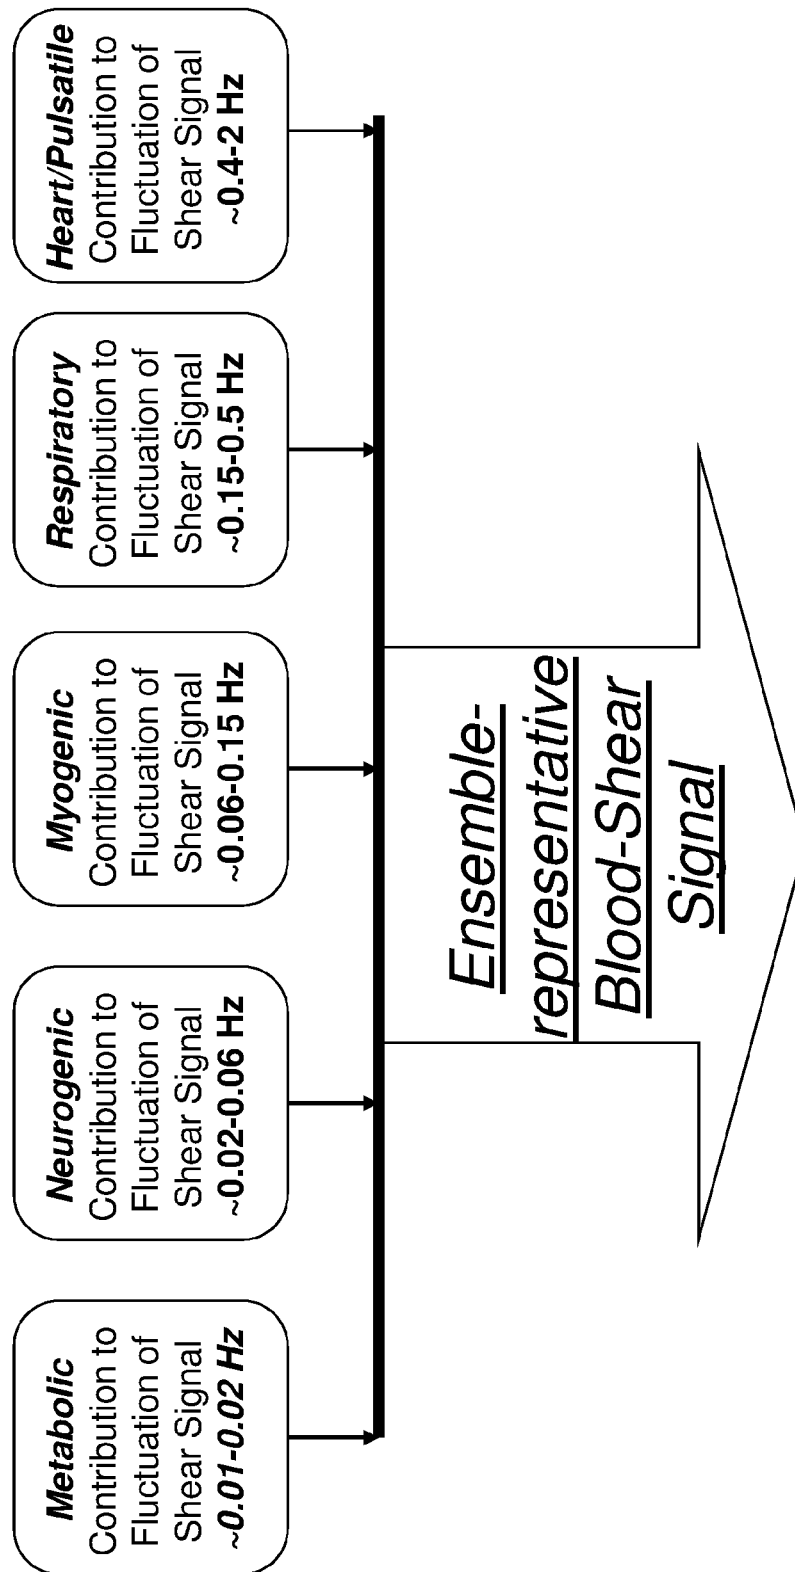 Metabolic
Contribution to
Fluctuation of
Shear Signal
~0.01-0.02 Hz
Neurogenic
Contribution to
Fluctuation of
Shear Signal
~0.02-0.06 Hz
Myogenic
Contribution to
Fluctuation of
Shear Signal
~0.06-0.15 Hz
Respiratory
Contribution to
Fluctuation of
Shear Signal
~0.15-0.5 Hz
Heart/Pulsatile
Contribution to
Fluctuation of
Shear Signal
~0.4-2 Hz
Ensemble-
representative
Blood-Shear
Signal